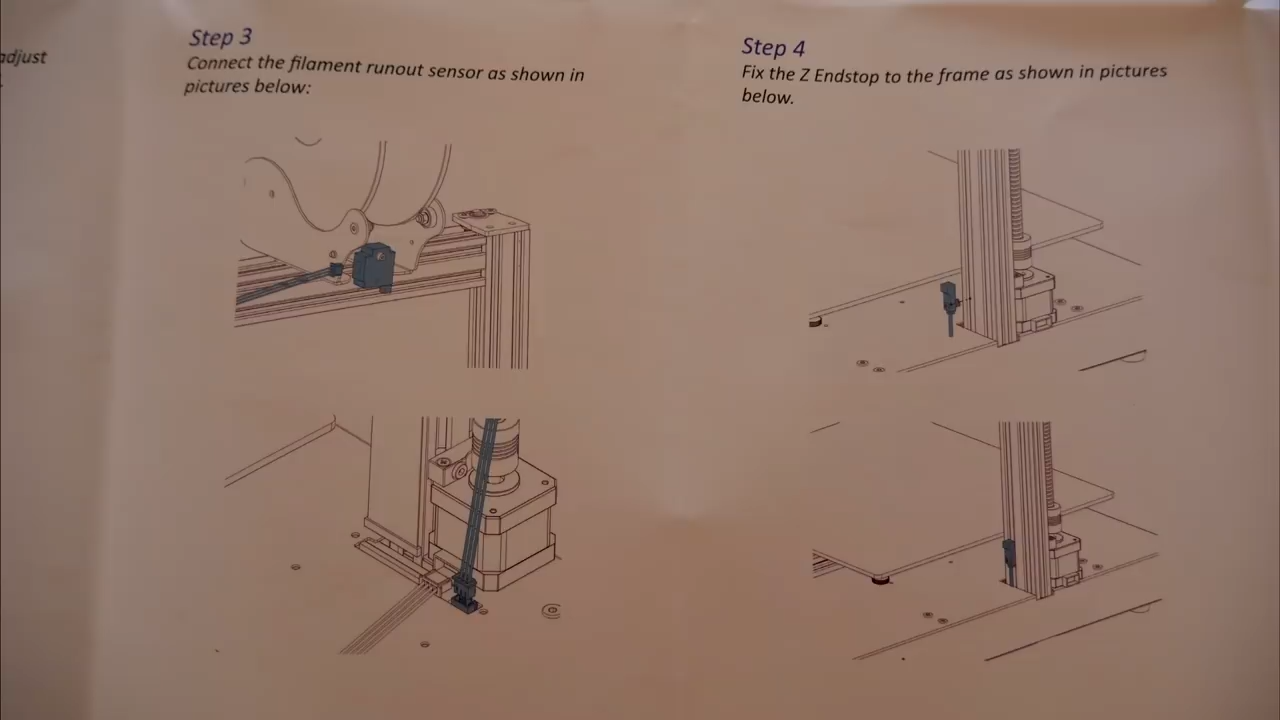 adjust
Step 3
Connect the filament runout sensor as shown in
pictures below:
Step 4
Fix the Z Endstop to the frame as shown in pictures
below.